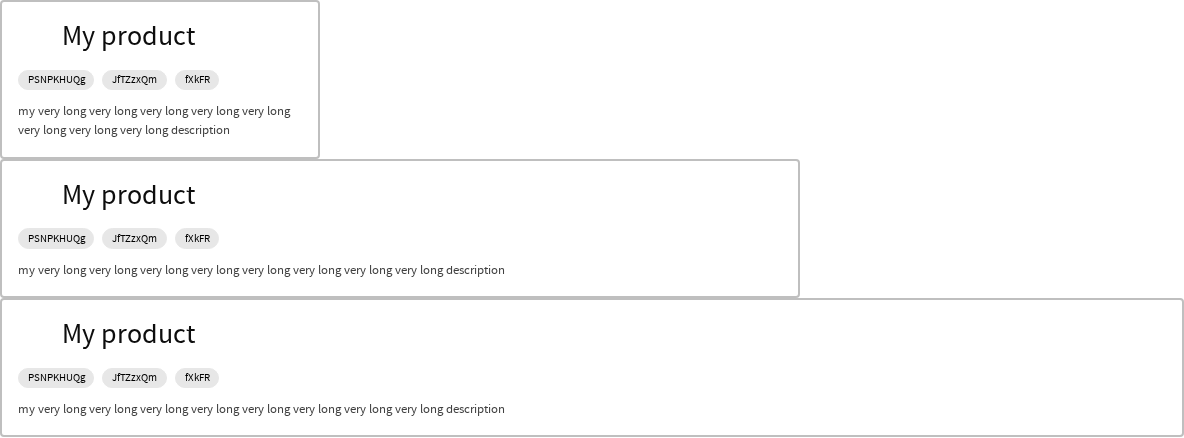 My product
PSNPKHUQg JfTZzxQm fXkFR
my very long very long very long very long very long
very long very long very long description
My product
PSNPKHUQg JfTZzxQm fXkFR
my very long very long very long very long very long very long very long very long description
My product
PSNPKHUQg JfTZzxQm fXkFR
my very long very long very long very long very long very long very long very long description